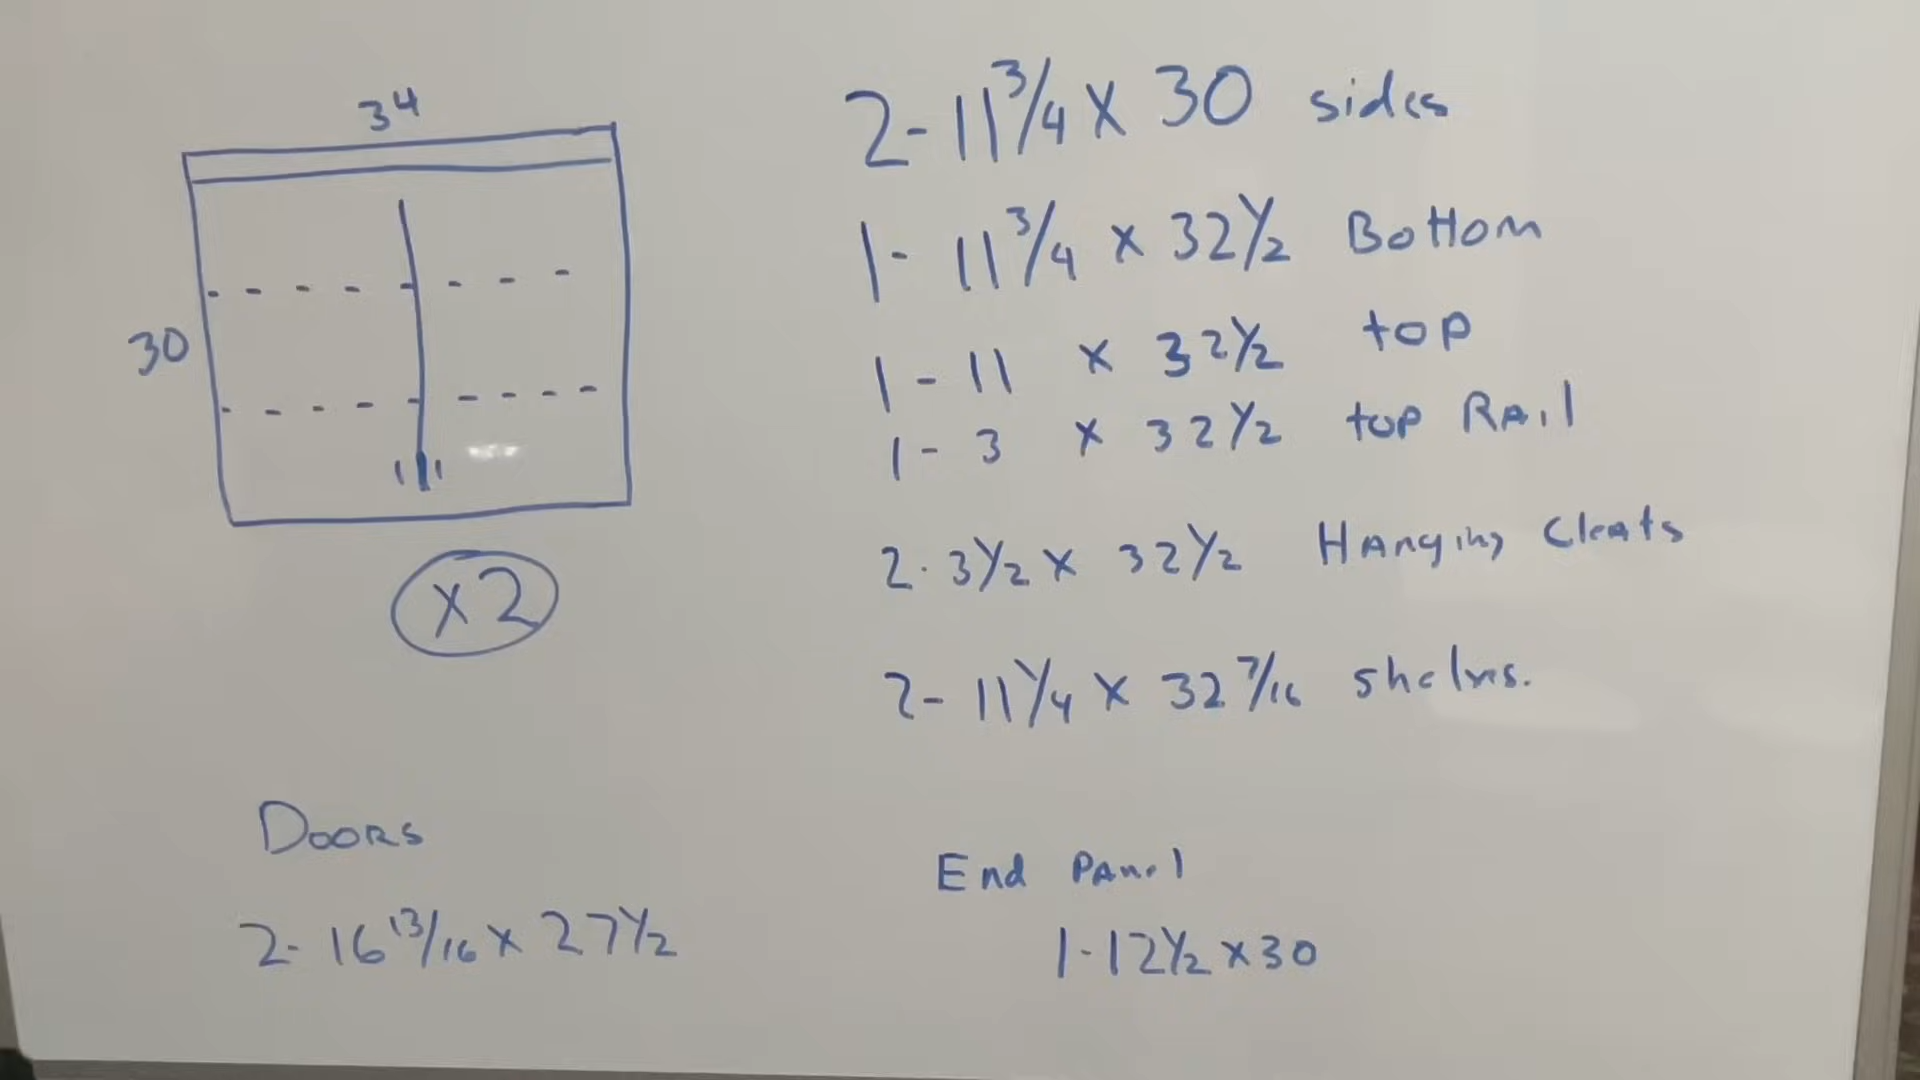 34
30
x2
2-11 3/4 x 30 sides
1-11 3/4 x 32 1/2 Bottom
1-11 x 32 1/2 top
1-3 x 32 1/2 top Rail
2-3 1/2 x 32 1/2 Hanging Cleats
2-11 1/4 x 32 7/16 shelves.
Doors
2-16 13/16 x 27 1/2
End Panel
1-12 1/2 x 30